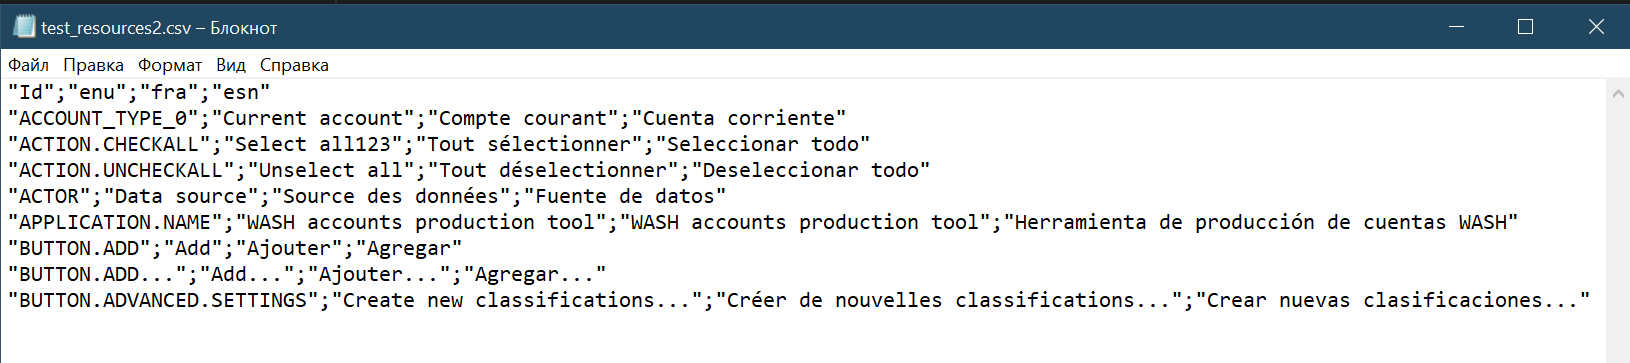 test_resources2.csv – Блокнот
Файл Правка Формат Вид Справка
"Id";"enu";"fra";"esn"
"ACCOUNT_TYPE_0";"Current account";"Compte courant";"Cuenta corriente"
"ACTION.CHECKALL";"Select all123";"Tout sélectionner";"Seleccionar todo"
"ACTION.UNCHECKALL";"Unselect all";"Tout déselectionner";"Deseleccionar todo"
"ACTOR";"Data source";"Source des données";"Fuente de datos"
"APPLICATION.NAME";"WASH accounts production tool";"WASH accounts production tool";"Herramienta de producción de cuentas WASH"
"BUTTON.ADD";"Add";"Ajouter";"Agregar"
"BUTTON.ADD...";"Add...";"Ajouter...";"Agregar..."
"BUTTON.ADVANCED.SETTINGS";"Create new classifications...";"Créer de nouvelles classifications...";"Crear nuevas clasificaciones..."